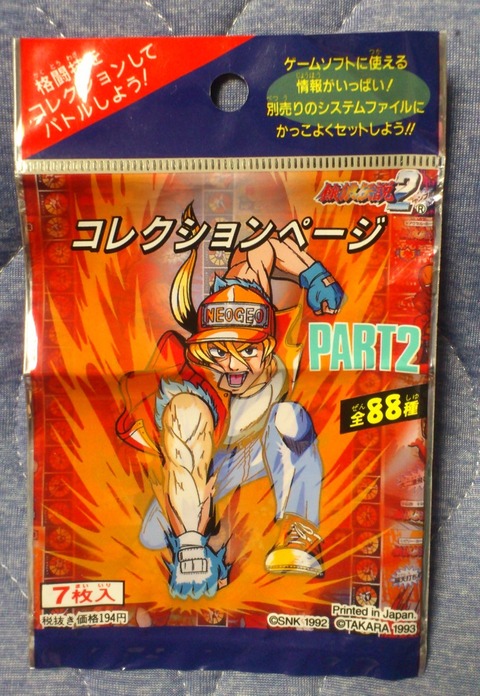 格闘技を
コレクションして
バトルしよう!
ゲームソフトに使える
情報がいっぱい!
別売りのシステムファイルに
かっこよくセットしよう!!
餓狼伝説2
コレクションページ
NEOGEO
PART2
全88種
7枚入
税抜き価格194円
Printed in Japan.
©SNK 1992 ©TAKARA 1993